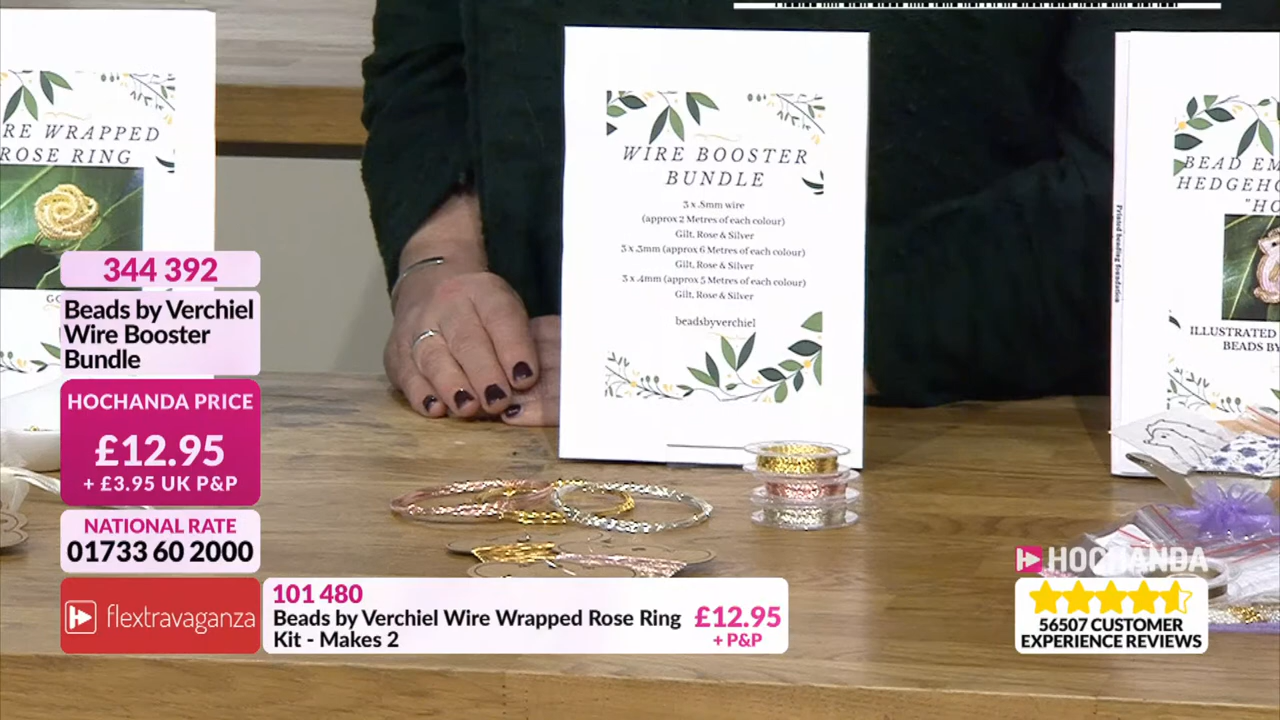 RE WRAPPED
ROSE RING
344 392
Beads by Verchiel
Wire Booster
Bundle
HOCHANDA PRICE
£12.95
+ £3.95 UK P&P
NATIONAL RATE
01733 60 2000
flextravaganza
101 480
Beads by Verchiel Wire Wrapped Rose Ring
Kit - Makes 2
£12.95
+ P&P
WIRE BOOSTER
BUNDLE
3 x .8mm wire
(approx 2 Metres of each colour)
Gilt, Rose & Silver
3 x .3mm (approx 6 Metres of each colour)
Gilt, Rose & Silver
3 x .4mm (approx 5 Metres of each colour)
Gilt, Rose & Silver
beadsbyverchiel
Printed beading foundation
BEAD EM
HEDGEHO
"HO
ILLUSTRATED
BEADS BY
HOCHANDA
56507 CUSTOMER
EXPERIENCE REVIEWS